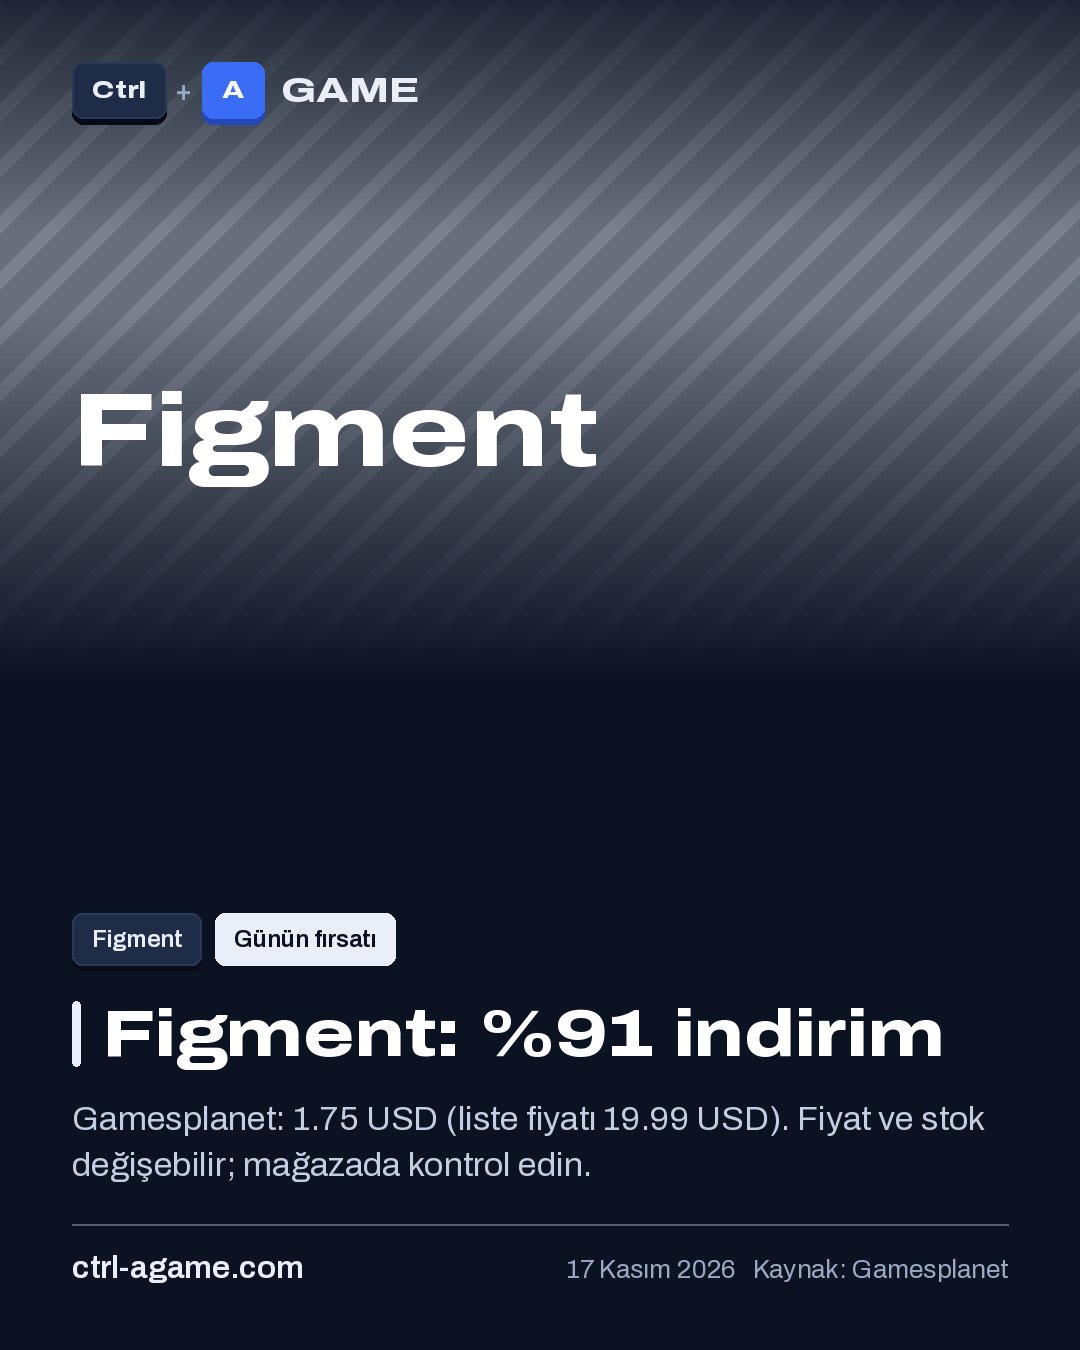 Ctrl + A GAME
Figment
Figment Günün fırsatı
Figment: %91 indirim
Gamesplanet: 1.75 USD (liste fiyatı 19.99 USD). Fiyat ve stok
değişebilir; mağazada kontrol edin.
ctrl-agame.com 17 Kasım 2026 Kaynak: Gamesplanet